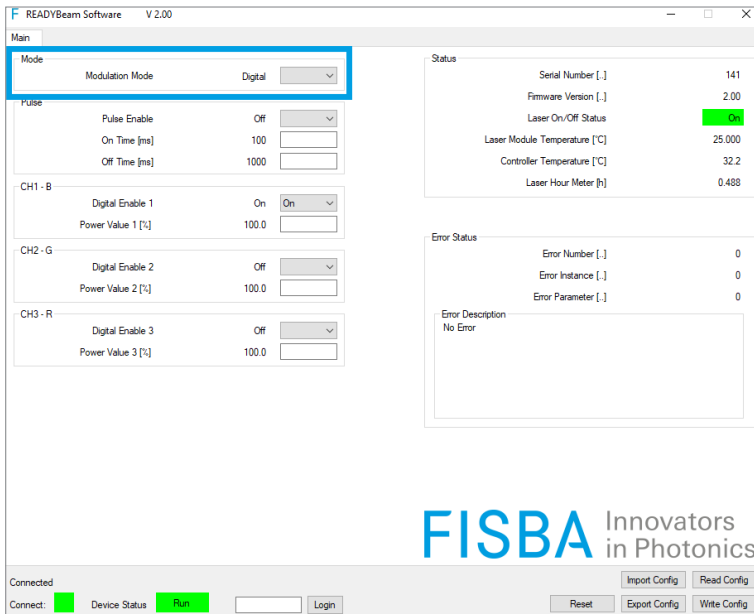 F READYBeam Software V 2.00
Main
Mode
Modulation Mode Digital
Pulse
Pulse Enable Off
On Time [ms] 100
Off Time [ms] 1000
CH1 - B
Digital Enable 1 On On
Power Value 1 [%] 100.0
CH2 - G
Digital Enable 2 Off
Power Value 2 [%] 100.0
CH3 - R
Digital Enable 3 Off
Power Value 3 [%] 100.0
Status
Serial Number [..] 141
Firmware Version [..] 2.00
Laser On/Off Status On
Laser Module Temperature [°C] 25.000
Controller Temperature [°C] 32.2
Laser Hour Meter [h] 0.488
Error Status
Error Number [..] 0
Error Instance [..] 0
Error Parameter [..] 0
Error Description
No Error
FISBA Innovators
in Photonics
Connected
Import Config Read Config
Connect: Device Status Run Login Reset Export Config Write Config